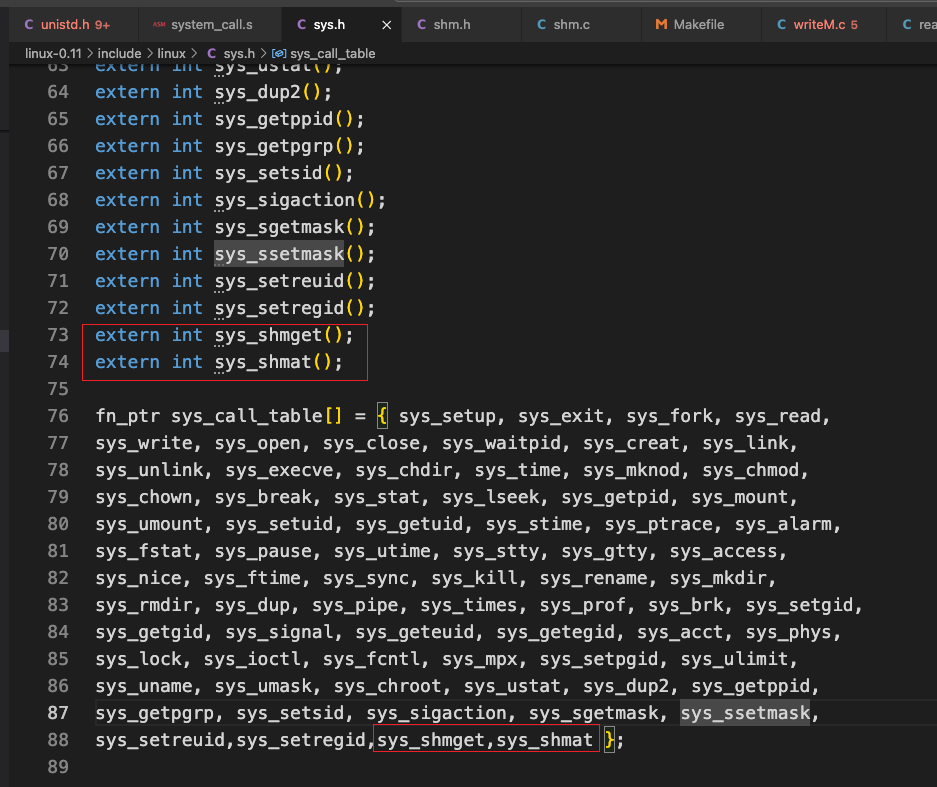 unistd.h 9+ system_call.s sys.h shm.h shm.c Makefile writeM.c 5 rea
linux-0.11 > include > linux > C sys.h > sys_call_table
63 extern int sys_ustat();
64 extern int sys_dup2();
65 extern int sys_getppid();
66 extern int sys_getpgrp();
67 extern int sys_setsid();
68 extern int sys_sigaction();
69 extern int sys_sgetmask();
70 extern int sys_ssetmask();
71 extern int sys_setreuid();
72 extern int sys_setregid();
73 extern int sys_shmget();
74 extern int sys_shmat();
75
76 fn_ptr sys_call_table[] = { sys_setup, sys_exit, sys_fork, sys_read,
77 sys_write, sys_open, sys_close, sys_waitpid, sys_creat, sys_link,
78 sys_unlink, sys_execve, sys_chdir, sys_time, sys_mknod, sys_chmod,
79 sys_chown, sys_break, sys_stat, sys_lseek, sys_getpid, sys_mount,
80 sys_umount, sys_setuid, sys_getuid, sys_stime, sys_ptrace, sys_alarm,
81 sys_fstat, sys_pause, sys_utime, sys_stty, sys_gtty, sys_access,
82 sys_nice, sys_ftime, sys_sync, sys_kill, sys_rename, sys_mkdir,
83 sys_rmdir, sys_dup, sys_pipe, sys_times, sys_prof, sys_brk, sys_setgid,
84 sys_getgid, sys_signal, sys_geteuid, sys_getegid, sys_acct, sys_phys,
85 sys_lock, sys_ioctl, sys_fcntl, sys_mpx, sys_setpgid, sys_ulimit,
86 sys_uname, sys_umask, sys_chroot, sys_ustat, sys_dup2, sys_getppid,
87 sys_getpgrp, sys_setsid, sys_sigaction, sys_sgetmask, sys_ssetmask,
88 sys_setreuid,sys_setregid,sys_shmget,sys_shmat };
89